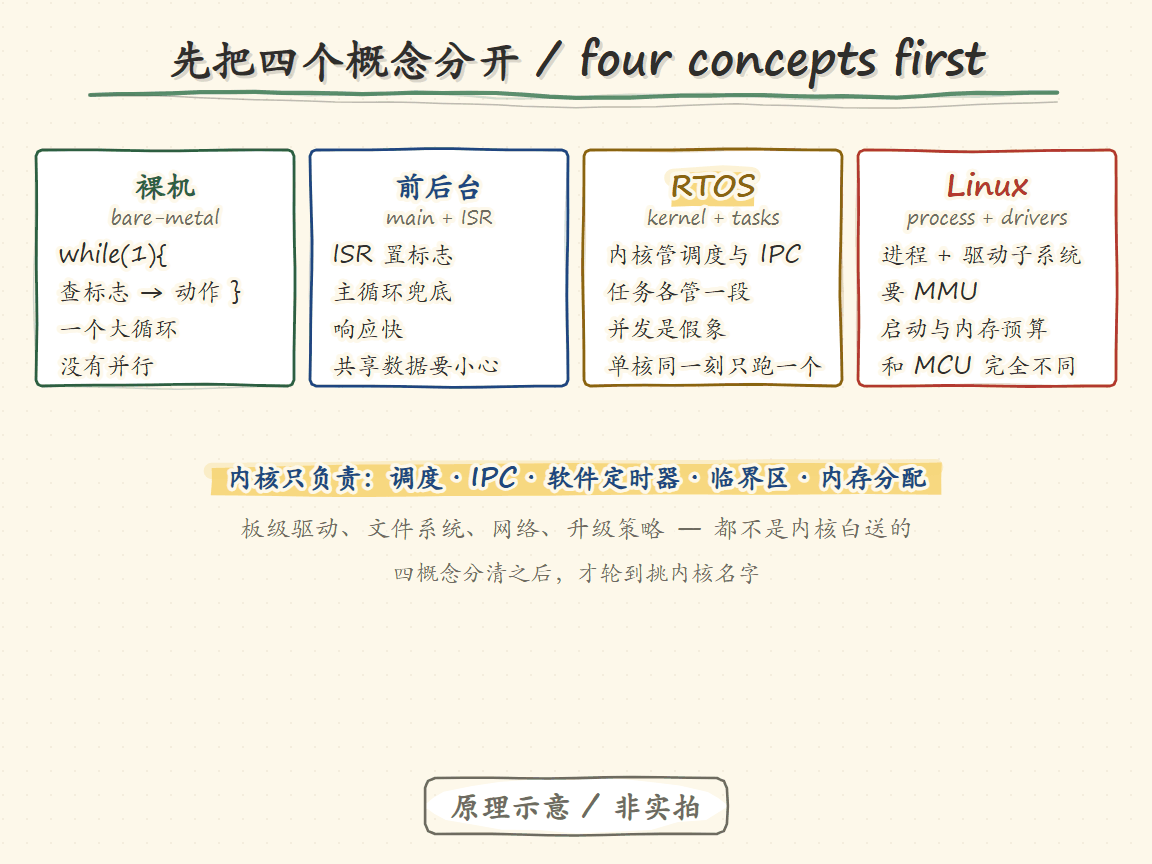 先把四个概念分开 / four concepts first
裸机
bare-metal
while(1){
查标志 → 动作 }
一个大循环
没有并行
前后台
main + ISR
ISR 置标志
主循环兜底
响应快
共享数据要小心
RTOS
kernel + tasks
内核管调度与 IPC
任务各管一段
并发是假象
单核同一刻只跑一个
Linux
process + drivers
进程 + 驱动子系统
要 MMU
启动与内存预算
和 MCU 完全不同
内核只负责：调度 · IPC · 软件定时器 · 临界区 · 内存分配
板级驱动、文件系统、网络、升级策略 — 都不是内核白送的
四概念分清之后，才轮到挑内核名字
原理示意 / 非实拍